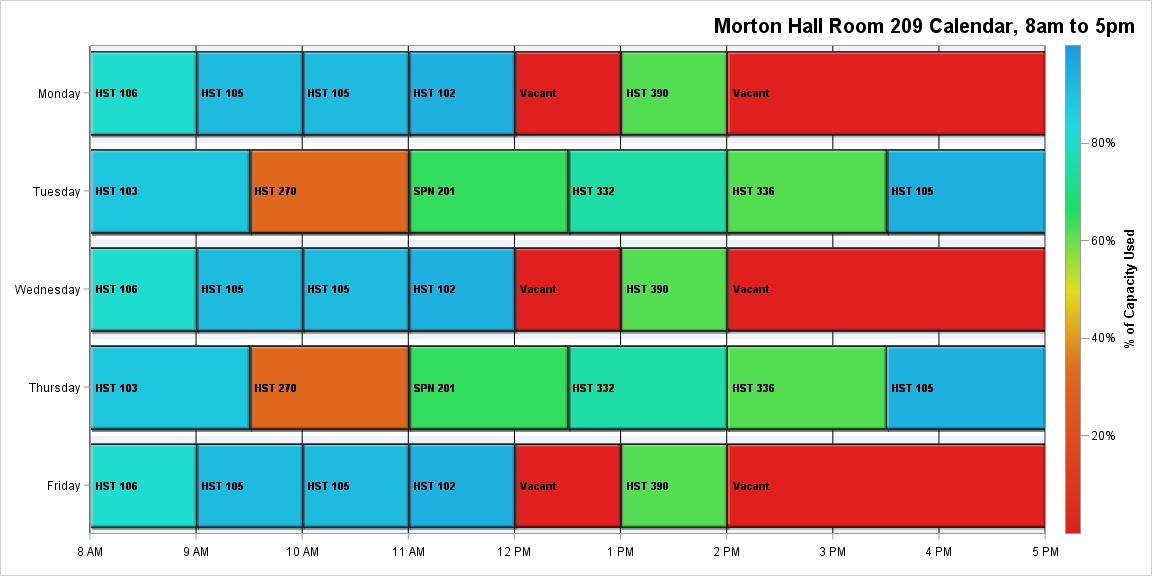 Morton Hall Room 209 Calendar, 8am to 5pm
Monday
HST 106
HST 105
HST 105
HST 102
Vacant
HST 390
Vacant
Tuesday
HST 103
HST 270
SPN 201
HST 332
HST 336
HST 105
Wednesday
HST 106
HST 105
HST 105
HST 102
Vacant
HST 390
Vacant
Thursday
HST 103
HST 270
SPN 201
HST 332
HST 336
HST 105
Friday
HST 106
HST 105
HST 105
HST 102
Vacant
HST 390
Vacant
8 AM
9 AM
10 AM
11 AM
12 PM
1 PM
2 PM
3 PM
4 PM
5 PM
80%
60%
40%
20%
% of Capacity Used